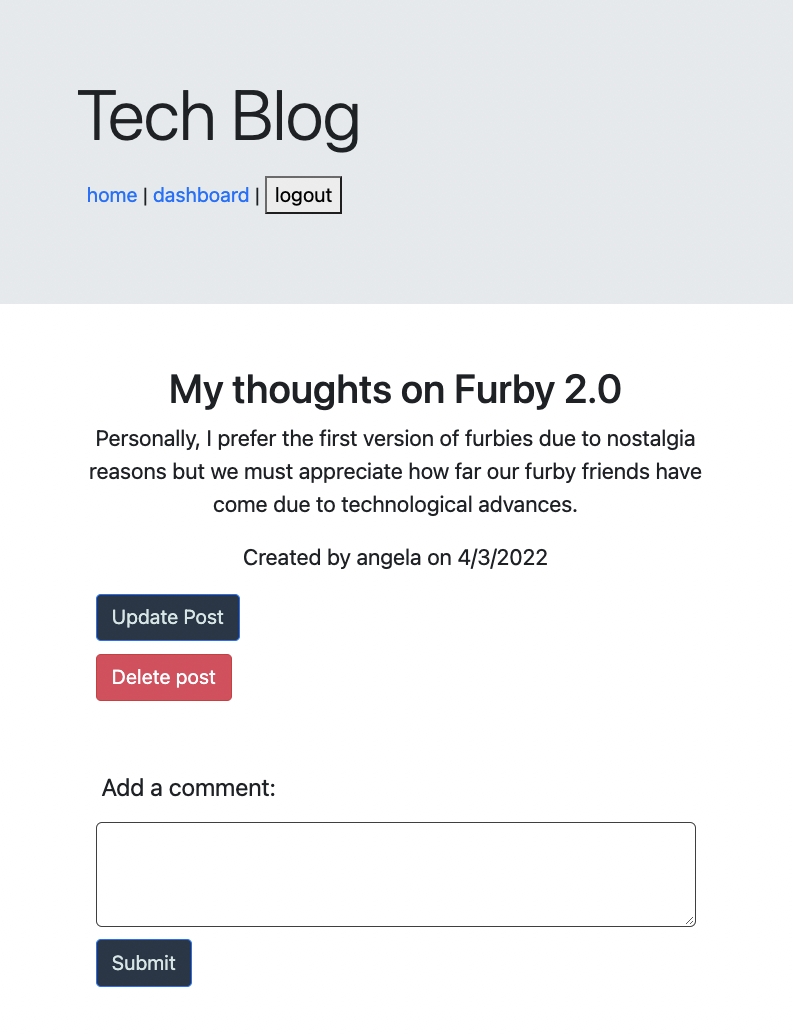 Tech Blog
home | dashboard | logout
My thoughts on Furby 2.0
Personally, I prefer the first version of furbies due to nostalgia
reasons but we must appreciate how far our furby friends have
come due to technological advances.
Created by angela on 4/3/2022
Update Post
Delete post
Add a comment:
Submit